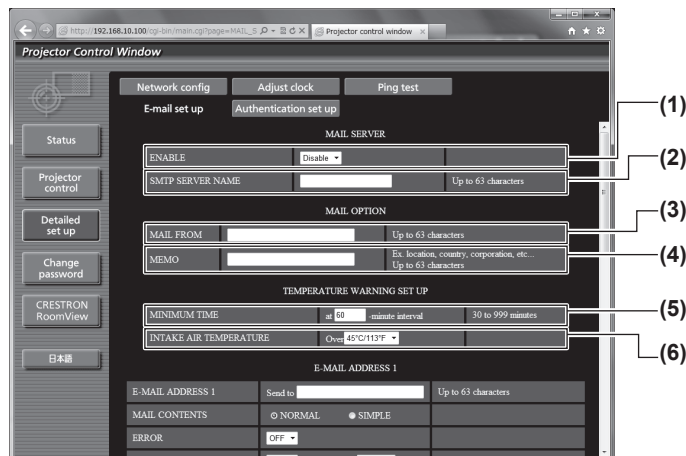 http://192.168.10.100/cgi-bin/main.cgi?page=MAIL_S
Projector control window
Projector Control Window
Network config
Adjust clock
Ping test
E-mail set up
Authentication set up
Status
Projector control
Detailed set up
Change password
CRESTRON RoomView
日本語
MAIL SERVER
ENABLE Disable
SMTP SERVER NAME Up to 63 characters
MAIL OPTION
MAIL FROM Up to 63 characters
MEMO Ex. location, country, corporation, etc...
Up to 63 characters
TEMPERATURE WARNING SET UP
MINIMUM TIME at 60 -minute interval 30 to 999 minutes
INTAKE AIR TEMPERATURE Over 45°C/113°F
E-MAIL ADDRESS 1
E-MAIL ADDRESS 1 Send to Up to 63 characters
MAIL CONTENTS NORMAL SIMPLE
ERROR OFF
(1)
(2)
(3)
(4)
(5)
(6)